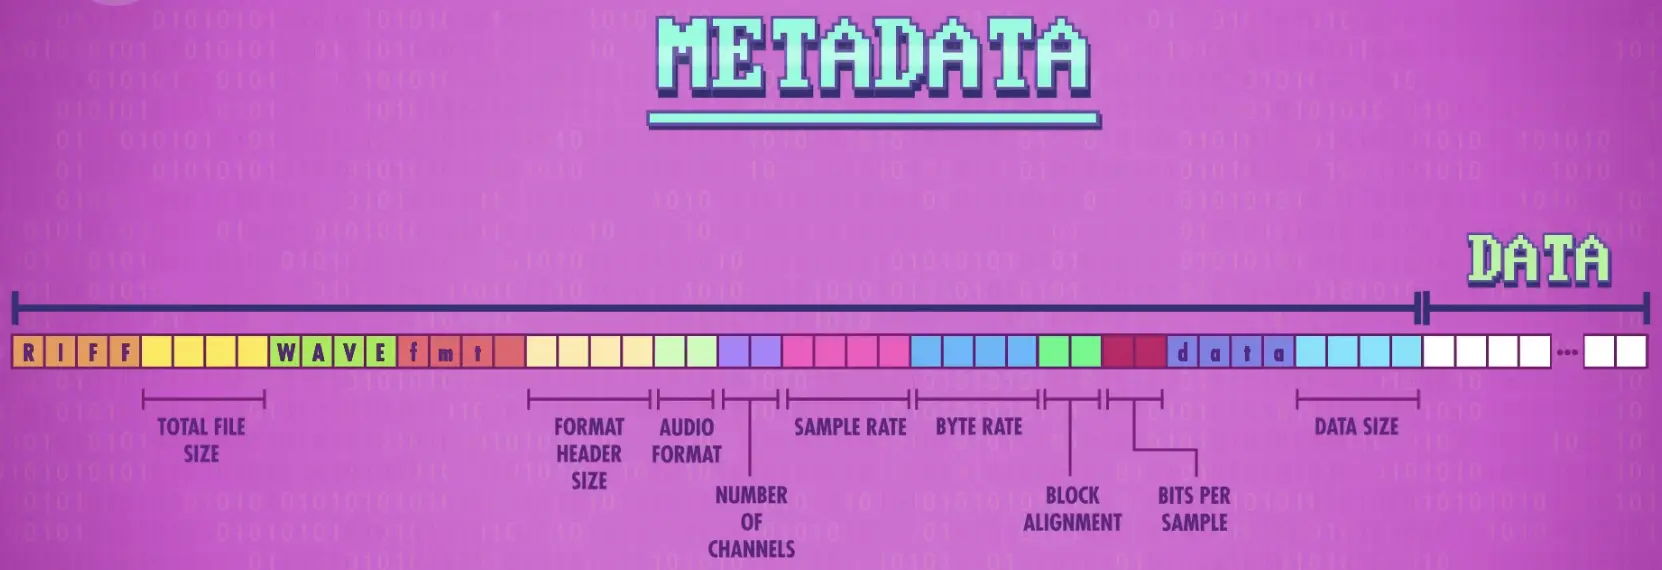 METADATA
DATA
R I F F W A V E f m t d a t a
TOTAL FILE
SIZE
FORMAT
HEADER
SIZE
AUDIO
FORMAT
NUMBER
OF
CHANNELS
SAMPLE RATE
BYTE RATE
BLOCK
ALIGNMENT
BITS PER
SAMPLE
DATA SIZE